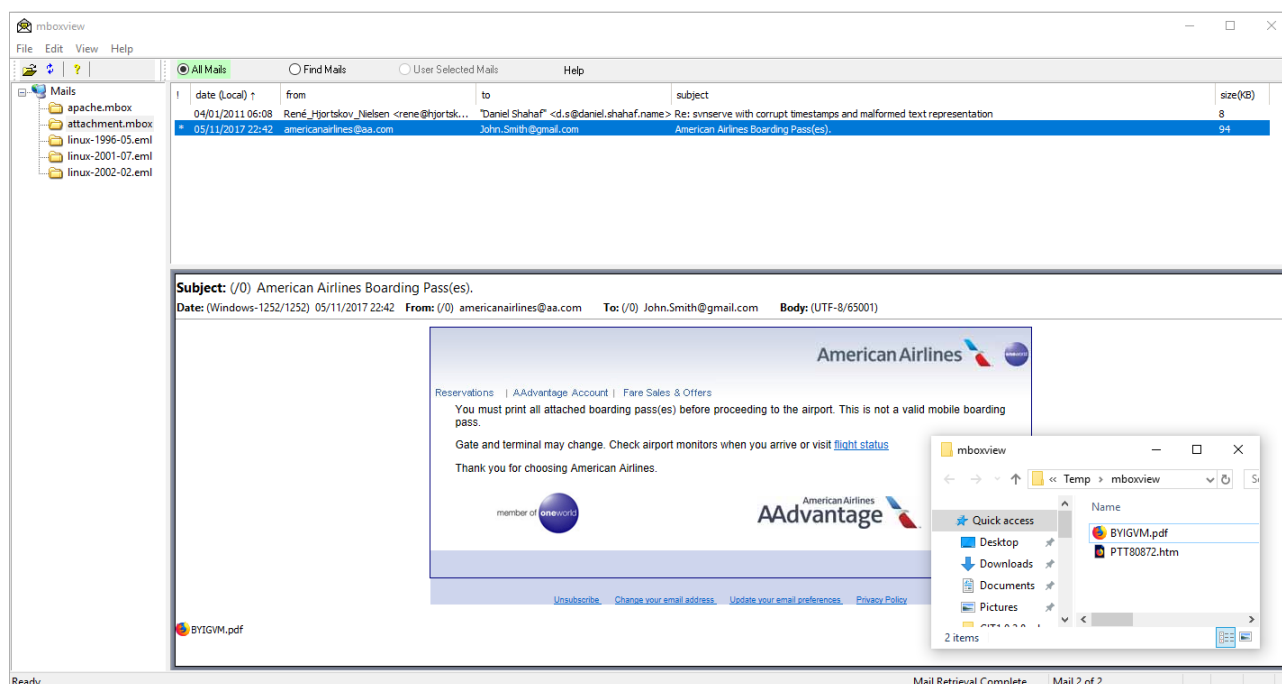 mboxview
File Edit View Help
All Mails Find Mails User Selected Mails Help
Mails
apache.mbox
attachment.mbox
linux-1996-05.eml
linux-2001-07.eml
linux-2002-02.eml
! date (Local) ↑ from to subject size(KB)
04/01/2011 06:08 René_Hjortskov_Nielsen <rene@hjortsk... "Daniel Shahaf" <d.s@daniel.shahaf.name> Re: svnserve with corrupt timestamps and malformed text representation 8
* 05/11/2017 22:42 americanairlines@aa.com John.Smith@gmail.com American Airlines Boarding Pass(es). 94
Subject: (/0) American Airlines Boarding Pass(es).
Date: (Windows-1252/1252) 05/11/2017 22:42 From: (/0) americanairlines@aa.com To: (/0) John.Smith@gmail.com Body: (UTF-8/65001)
American Airlines oneworld
Reservations | AAdvantage Account | Fare Sales & Offers
You must print all attached boarding pass(es) before proceeding to the airport. This is not a valid mobile boarding
pass.
Gate and terminal may change. Check airport monitors when you arrive or visit flight status
Thank you for choosing American Airlines.
member of oneworld
American Airlines
AAdvantage
Unsubscribe Change your email address Update your email preferences Privacy Policy
BYIGVM.pdf
mboxview
« Temp > mboxview
Name
Quick access
Desktop
Downloads
Documents
Pictures
BYIGVM.pdf
PTT80872.htm
2 items
Ready
Mail Retrieval Complete Mail 2 of 2